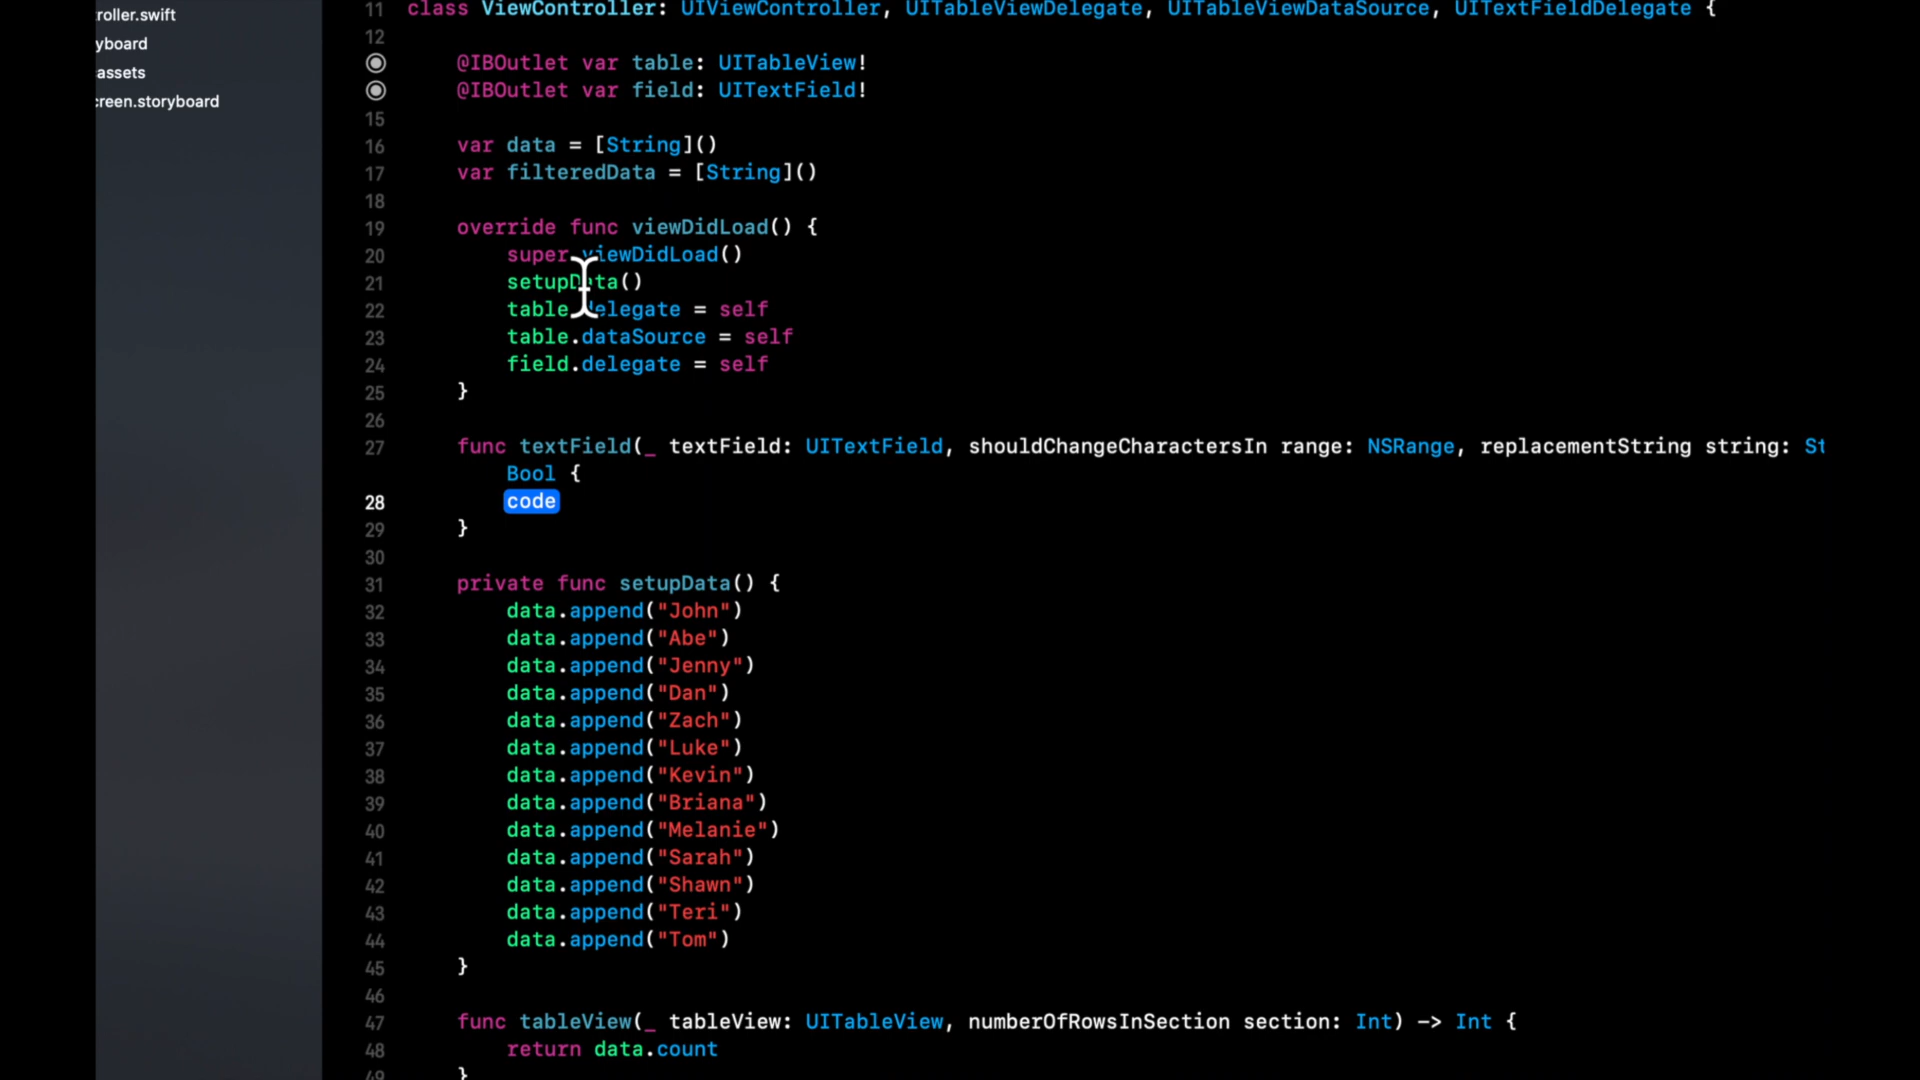 troller.swift
yboard
assets
creen.storyboard
11 class ViewController: UIViewController, UITableViewDelegate, UITableViewDataSource, UITextFieldDelegate {
12
@IBOutlet var table: UITableView!
@IBOutlet var field: UITextField!
15
16 var data = [String]()
17 var filteredData = [String]()
18
19 override func viewDidLoad() {
20 super.viewDidLoad()
21 setupData()
22 table.delegate = self
23 table.dataSource = self
24 field.delegate = self
25 }
26
27 func textField(_ textField: UITextField, shouldChangeCharactersIn range: NSRange, replacementString string: St
Bool {
28 code
29 }
30
31 private func setupData() {
32 data.append("John")
33 data.append("Abe")
34 data.append("Jenny")
35 data.append("Dan")
36 data.append("Zach")
37 data.append("Luke")
38 data.append("Kevin")
39 data.append("Briana")
40 data.append("Melanie")
41 data.append("Sarah")
42 data.append("Shawn")
43 data.append("Teri")
44 data.append("Tom")
45 }
46
47 func tableView(_ tableView: UITableView, numberOfRowsInSection section: Int) -> Int {
48 return data.count
49 }